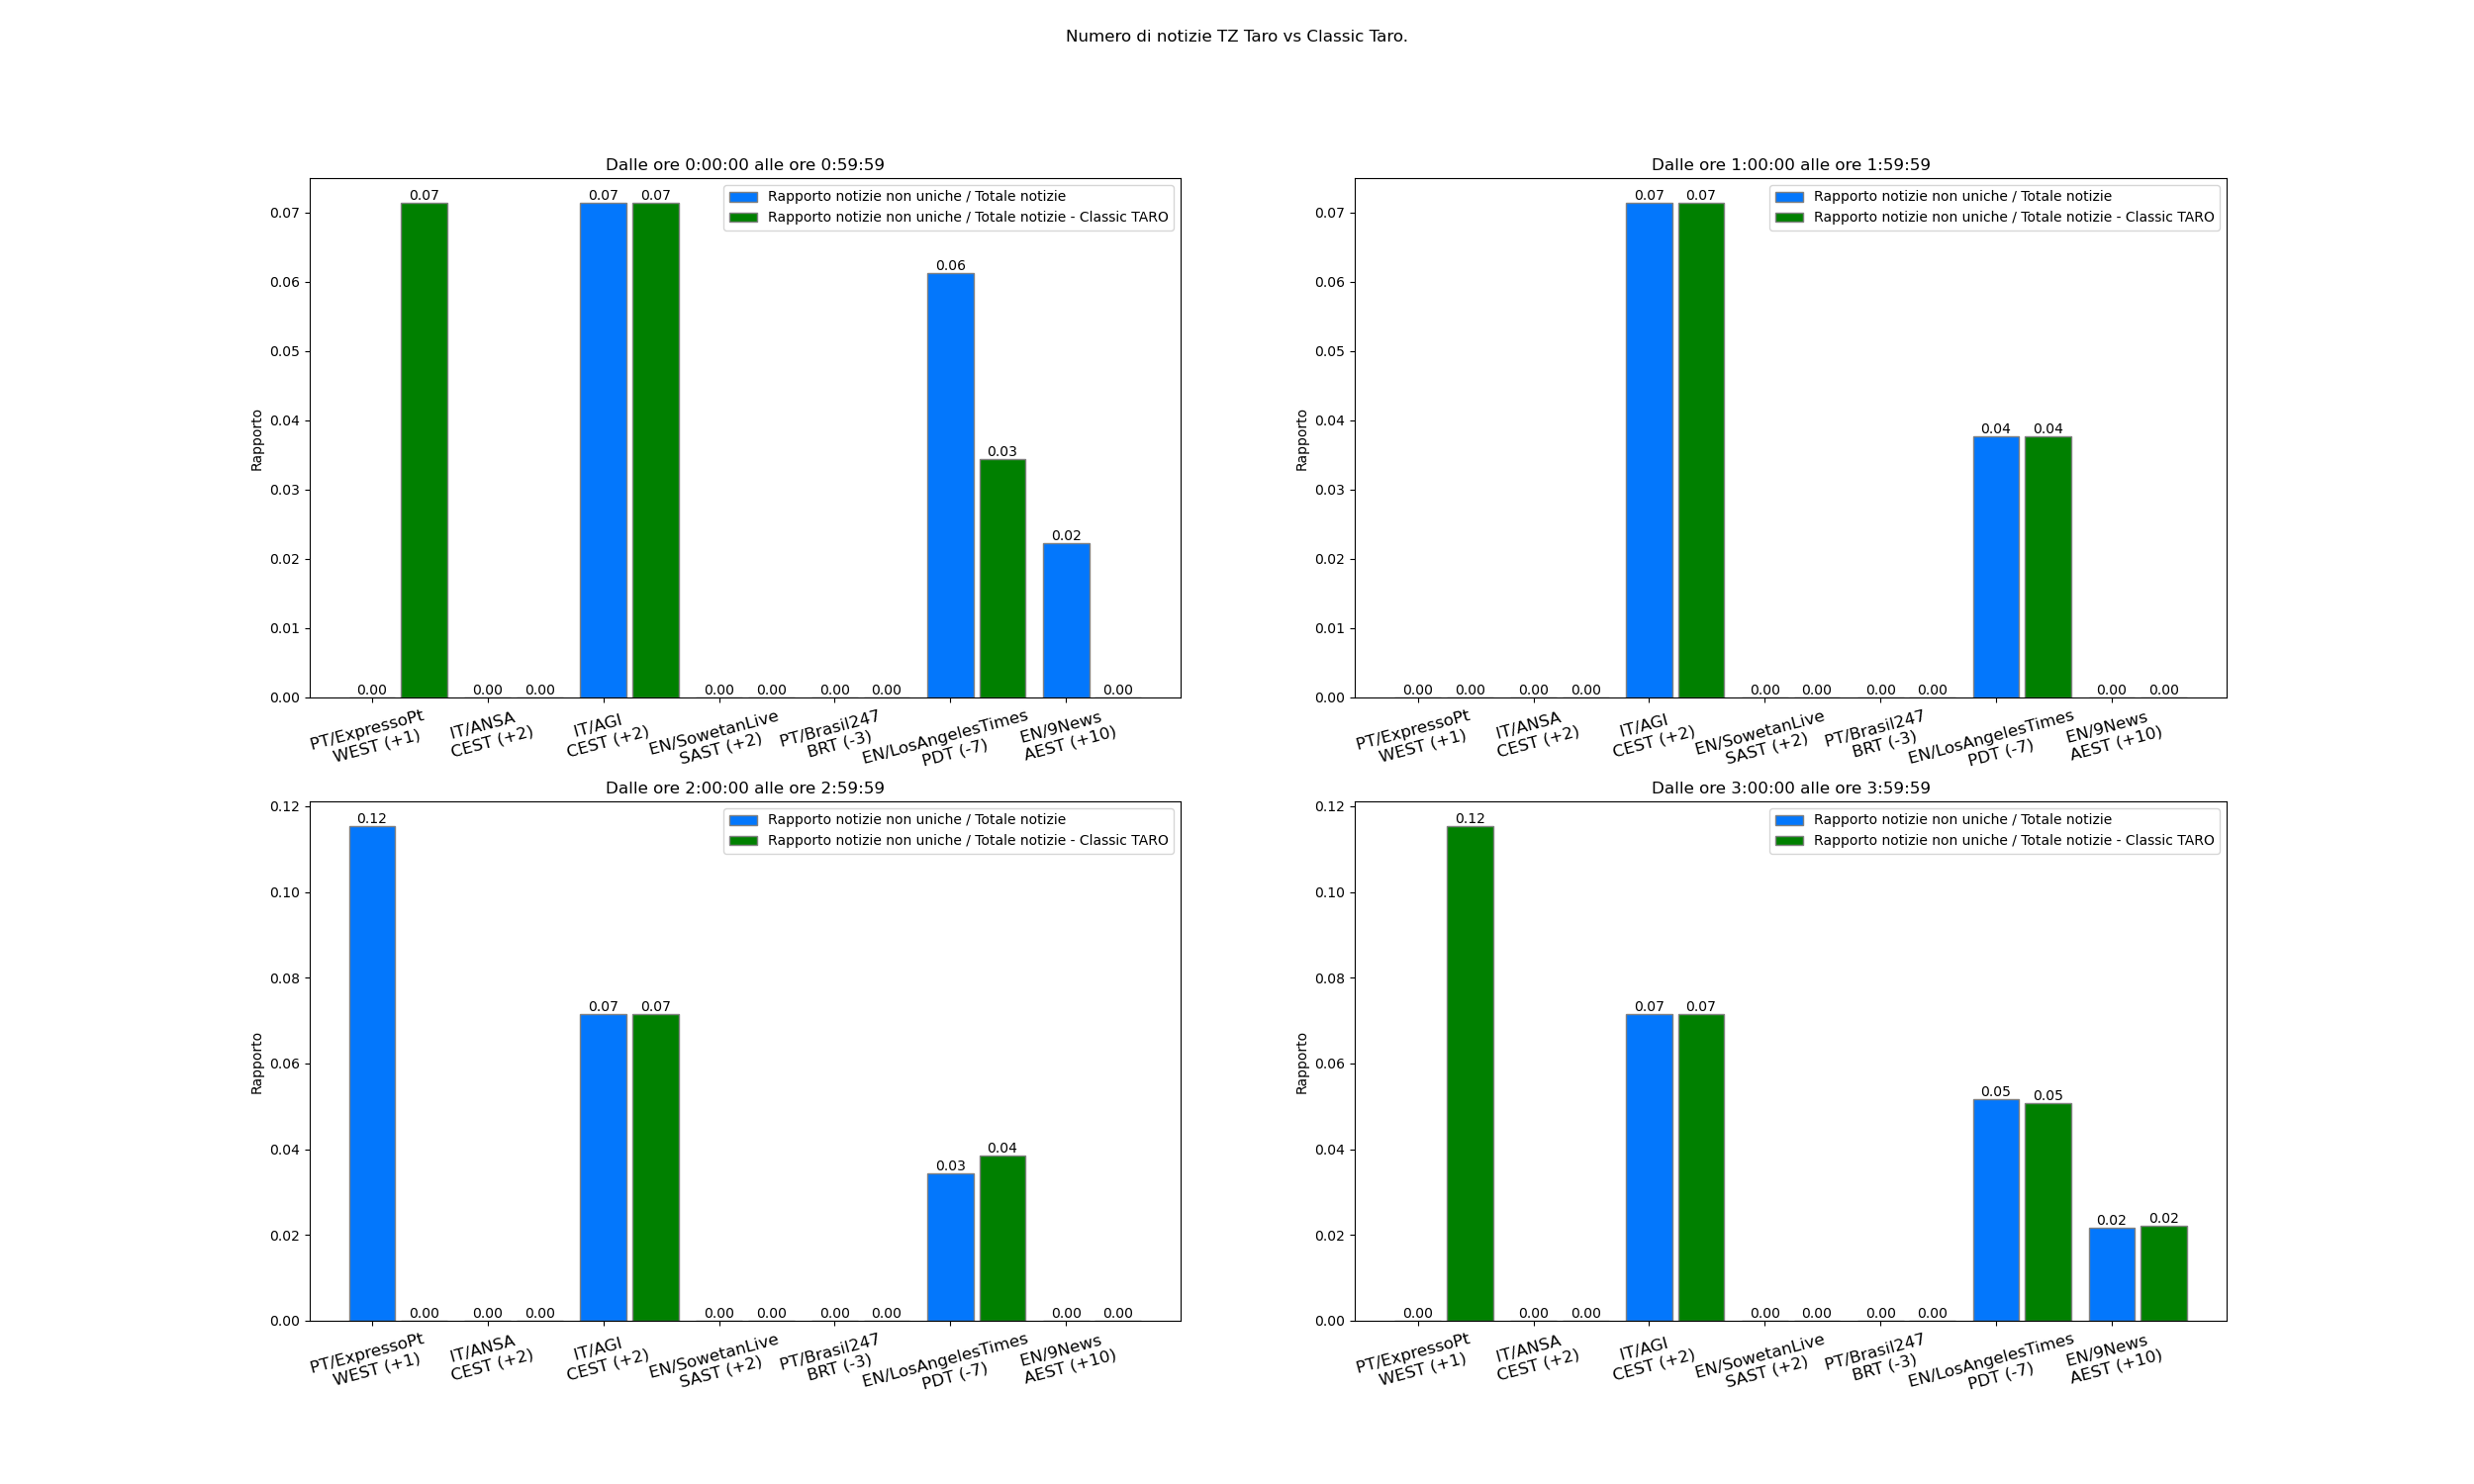 Numero di notizie TZ Taro vs Classic Taro.
Dalle ore 0:00:00 alle ore 0:59:59
Rapporto notizie non uniche / Totale notizie
Rapporto notizie non uniche / Totale notizie - Classic TARO
Rapporto
0.07
0.06
0.05
0.04
0.03
0.02
0.01
0.00
0.00
0.07
0.00
0.00
0.07
0.07
0.00
0.00
0.00
0.00
0.06
0.03
0.02
0.00
PT/ExpressoPt
WEST (+1)
IT/ANSA
CEST (+2)
IT/AGI
CEST (+2)
EN/SowetanLive
SAST (+2)
PT/Brasil247
BRT (-3)
EN/LosAngelesTimes
PDT (-7)
EN/9News
AEST (+10)
Dalle ore 1:00:00 alle ore 1:59:59
Rapporto notizie non uniche / Totale notizie
Rapporto notizie non uniche / Totale notizie - Classic TARO
Rapporto
0.07
0.06
0.05
0.04
0.03
0.02
0.01
0.00
0.00
0.00
0.00
0.00
0.07
0.07
0.00
0.00
0.00
0.00
0.04
0.04
0.00
0.00
PT/ExpressoPt
WEST (+1)
IT/ANSA
CEST (+2)
IT/AGI
CEST (+2)
EN/SowetanLive
SAST (+2)
PT/Brasil247
BRT (-3)
EN/LosAngelesTimes
PDT (-7)
EN/9News
AEST (+10)
Dalle ore 2:00:00 alle ore 2:59:59
Rapporto notizie non uniche / Totale notizie
Rapporto notizie non uniche / Totale notizie - Classic TARO
Rapporto
0.12
0.10
0.08
0.06
0.04
0.02
0.00
0.12
0.00
0.00
0.00
0.07
0.07
0.00
0.00
0.00
0.00
0.03
0.04
0.00
0.00
PT/ExpressoPt
WEST (+1)
IT/ANSA
CEST (+2)
IT/AGI
CEST (+2)
EN/SowetanLive
SAST (+2)
PT/Brasil247
BRT (-3)
EN/LosAngelesTimes
PDT (-7)
EN/9News
AEST (+10)
Dalle ore 3:00:00 alle ore 3:59:59
Rapporto notizie non uniche / Totale notizie
Rapporto notizie non uniche / Totale notizie - Classic TARO
Rapporto
0.12
0.10
0.08
0.06
0.04
0.02
0.00
0.00
0.12
0.00
0.00
0.07
0.07
0.00
0.00
0.00
0.00
0.05
0.05
0.02
0.02
PT/ExpressoPt
WEST (+1)
IT/ANSA
CEST (+2)
IT/AGI
CEST (+2)
EN/SowetanLive
SAST (+2)
PT/Brasil247
BRT (-3)
EN/LosAngelesTimes
PDT (-7)
EN/9News
AEST (+10)